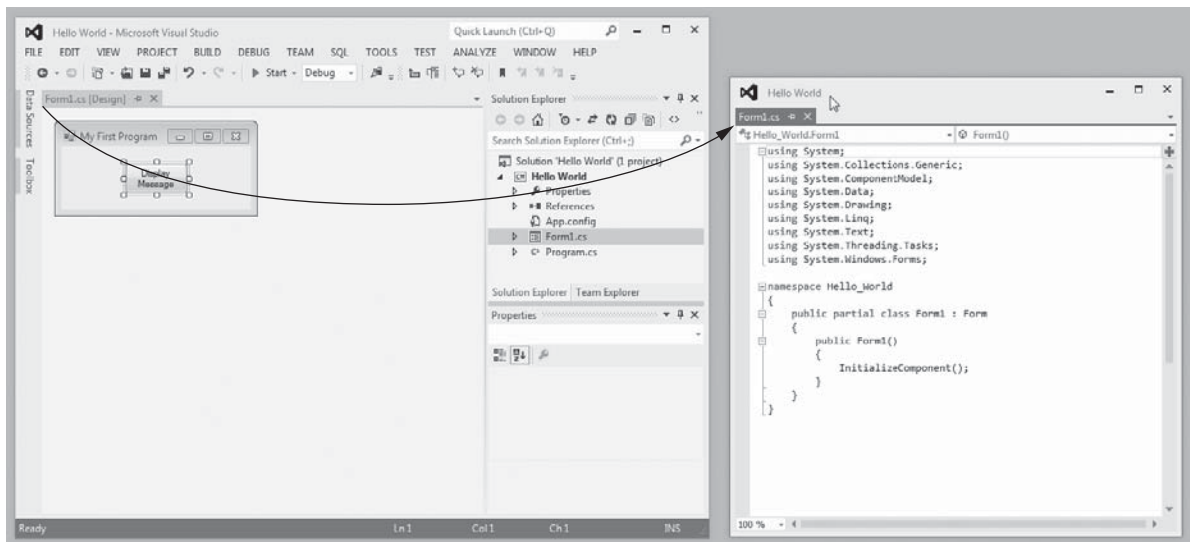 Hello World - Microsoft Visual Studio
Quick Launch (Ctrl+Q)
FILE EDIT VIEW PROJECT BUILD DEBUG TEAM SQL TOOLS TEST ANALYZE WINDOW HELP
Start Debug
Data Sources
Toolbox
Form1.cs [Design]
My First Program
Display
Message
Solution Explorer
Search Solution Explorer (Ctrl+;)
Solution 'Hello World' (1 project)
C# Hello World
Properties
References
App.config
Form1.cs
C# Program.cs
Solution Explorer Team Explorer
Properties
Ready Ln 1 Col 1 Ch 1 INS
Hello World
Form1.cs
Hello_World.Form1 Form1()
using System;
using System.Collections.Generic;
using System.ComponentModel;
using System.Data;
using System.Drawing;
using System.Linq;
using System.Text;
using System.Threading.Tasks;
using System.Windows.Forms;
namespace Hello_World
{
public partial class Form1 : Form
{
public Form1()
{
InitializeComponent();
}
}
}
100 %